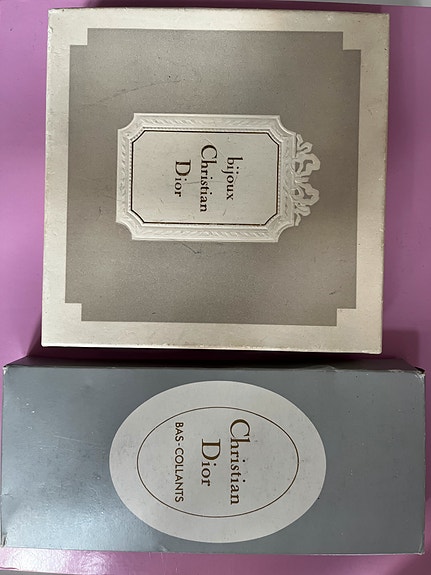 bijoux
Christian
Dior
Christian
Dior
BAS-COLLANTS